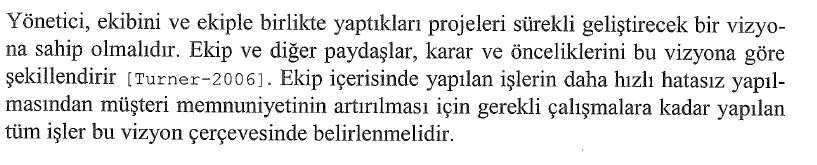 Yönetici, ekibini ve ekiple birlikte yaptıkları projeleri sürekli geliştirecek bir vizyo-
na sahip olmalıdır. Ekip ve diğer paydaşlar, karar ve önceliklerini bu vizyona göre
şekillendirir [Turner-2006]. Ekip içerisinde yapılan işlerin daha hızlı hatasız yapıl-
masından müşteri memnuniyetinin artırılması için gerekli çalışmalara kadar yapılan
tüm işler bu vizyon çerçevesinde belirlenmelidir.